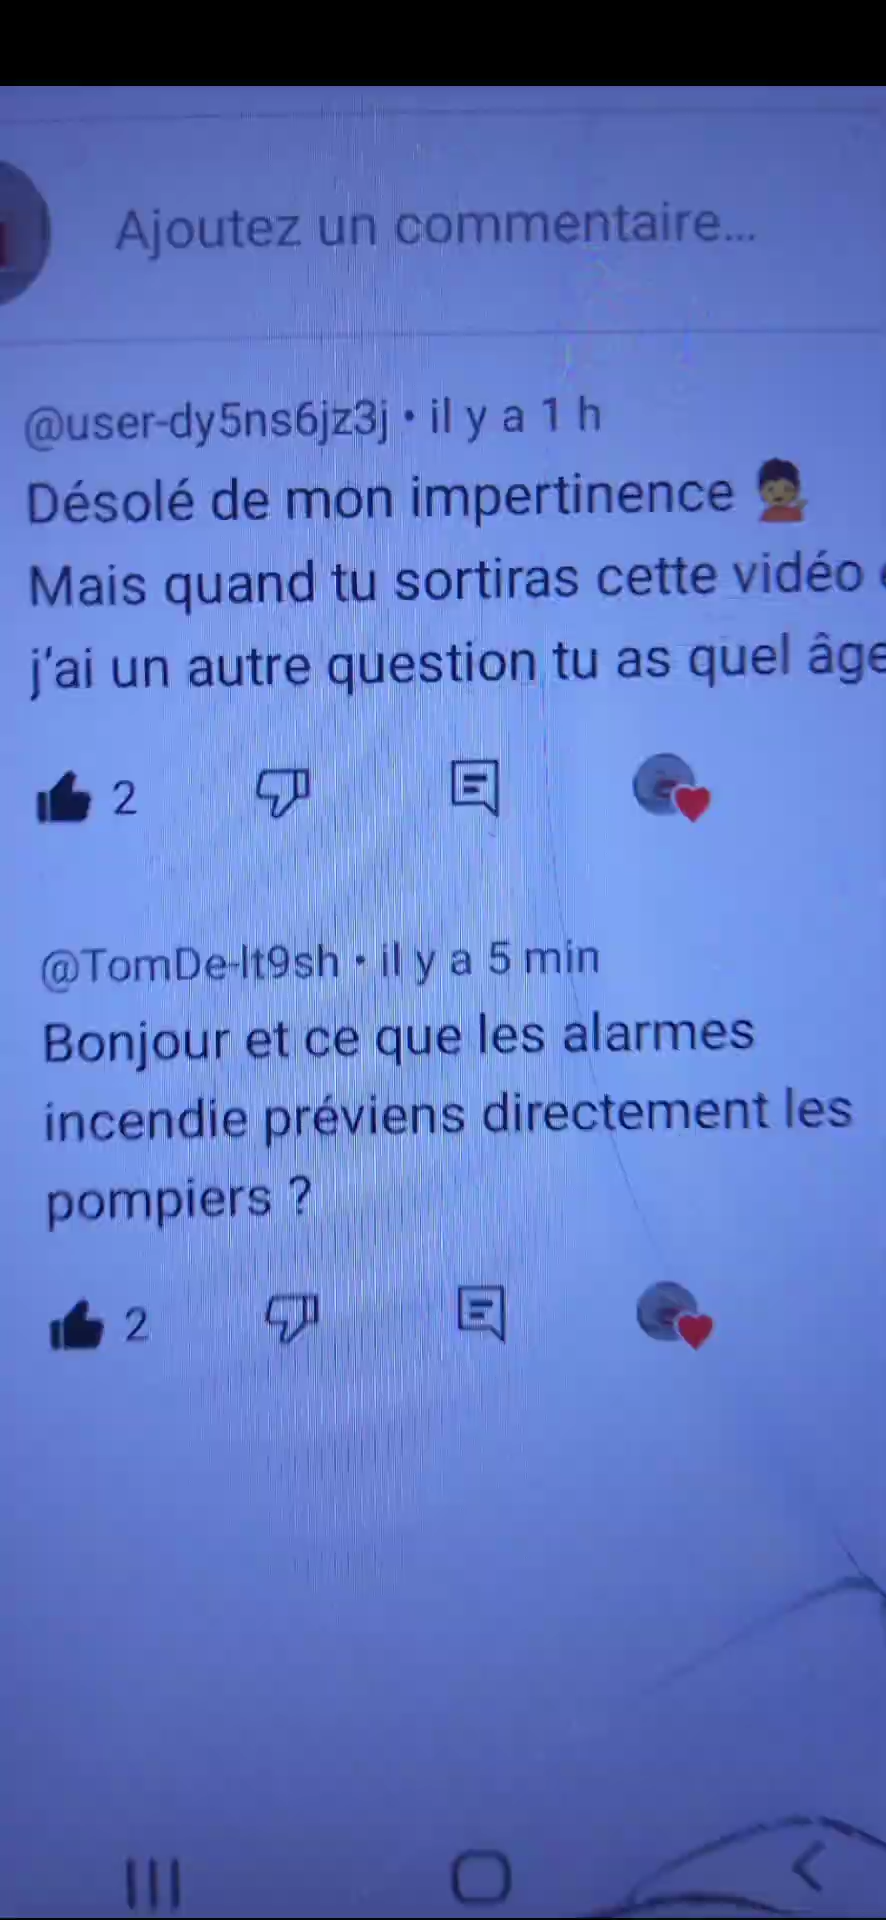 Ajoutez un commentaire...
@user-dy5ns6jz3j • il y a 1 h
Désolé de mon impertinence 🙍
Mais quand tu sortiras cette vidéo
j'ai un autre question tu as quel âge
2
@TomDe-lt9sh • il y a 5 min
Bonjour et ce que les alarmes
incendie préviens directement les
pompiers ?
2